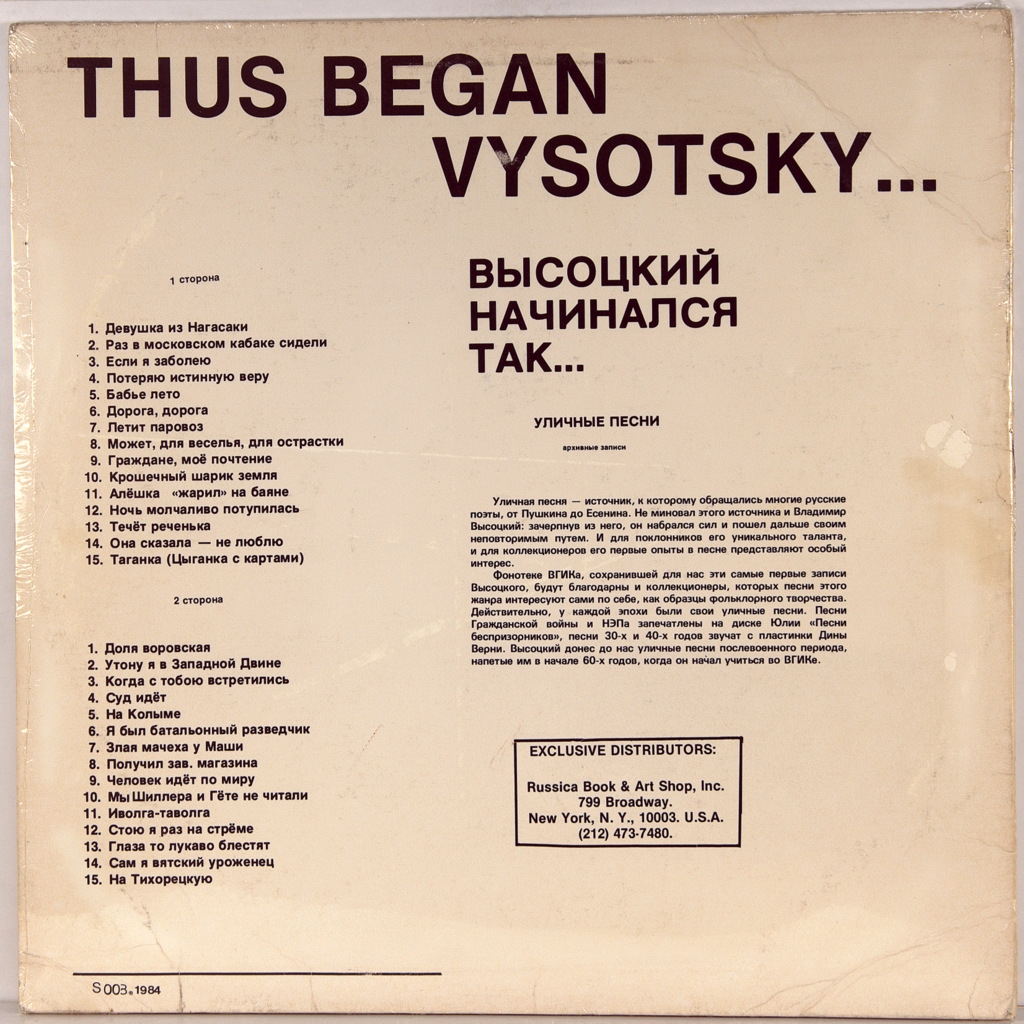 THUS BEGAN
VYSOTSKY...
ВЫСОЦКИЙ
НАЧИНАЛСЯ
ТАК...
УЛИЧНЫЕ ПЕСНИ
архивные записи
1 сторона
1. Девушка из Нагасаки
2. Раз в московском кабаке сидели
3. Если я заболею
4. Потеряю истинную веру
5. Бабье лето
6. Дорога, дорога
7. Летит паровоз
8. Может, для веселья, для острастки
9. Граждане, моё почтение
10. Крошечный шарик земля
11. Алёшка «жарил» на баяне
12. Ночь молчаливо потупилась
13. Течёт реченька
14. Она сказала — не люблю
15. Таганка (Цыганка с картами)
2 сторона
1. Доля воровская
2. Утону я в Западной Двине
3. Когда с тобою встретились
4. Суд идёт
5. На Колыме
6. Я был батальонный разведчик
7. Злая мачеха у Маши
8. Получил зав. магазина
9. Человек идёт по миру
10. Мы Шиллера и Гёте не читали
11. Иволга-таволга
12. Стою я раз на стрёме
13. Глаза то лукаво блестят
14. Сам я вятский уроженец
15. На Тихорецкую
Уличная песня — источник, к которому обращались многие русские
поэты, от Пушкина до Есенина. Не миновал этого источника и Владимир
Высоцкий: зачерпнув из него, он набрался сил и пошел дальше своим
неповторимым путем. И для поклонников его уникального таланта,
и для коллекционеров его первые опыты в песне представляют особый
интерес.
Фонотеке ВГИКа, сохранившей для нас эти самые первые записи
Высоцкого, будут благодарны и коллекционеры, которых песни этого
жанра интересуют сами по себе, как образцы фольклорного творчества.
Действительно, у каждой эпохи были свои уличные песни. Песни
Гражданской войны и НЭПа запечатлены на диске Юлии «Песни
беспризорников», песни 30-х и 40-х годов звучат с пластинки Дины
Верни. Высоцкий донес до нас уличные песни послевоенного периода,
напетые им в начале 60-х годов, когда он начал учиться во ВГИКе.
EXCLUSIVE DISTRIBUTORS:
Russica Book & Art Shop, Inc.
799 Broadway.
New York, N. Y., 10003. U.S.A.
(212) 473-7480.
S 003. 1984